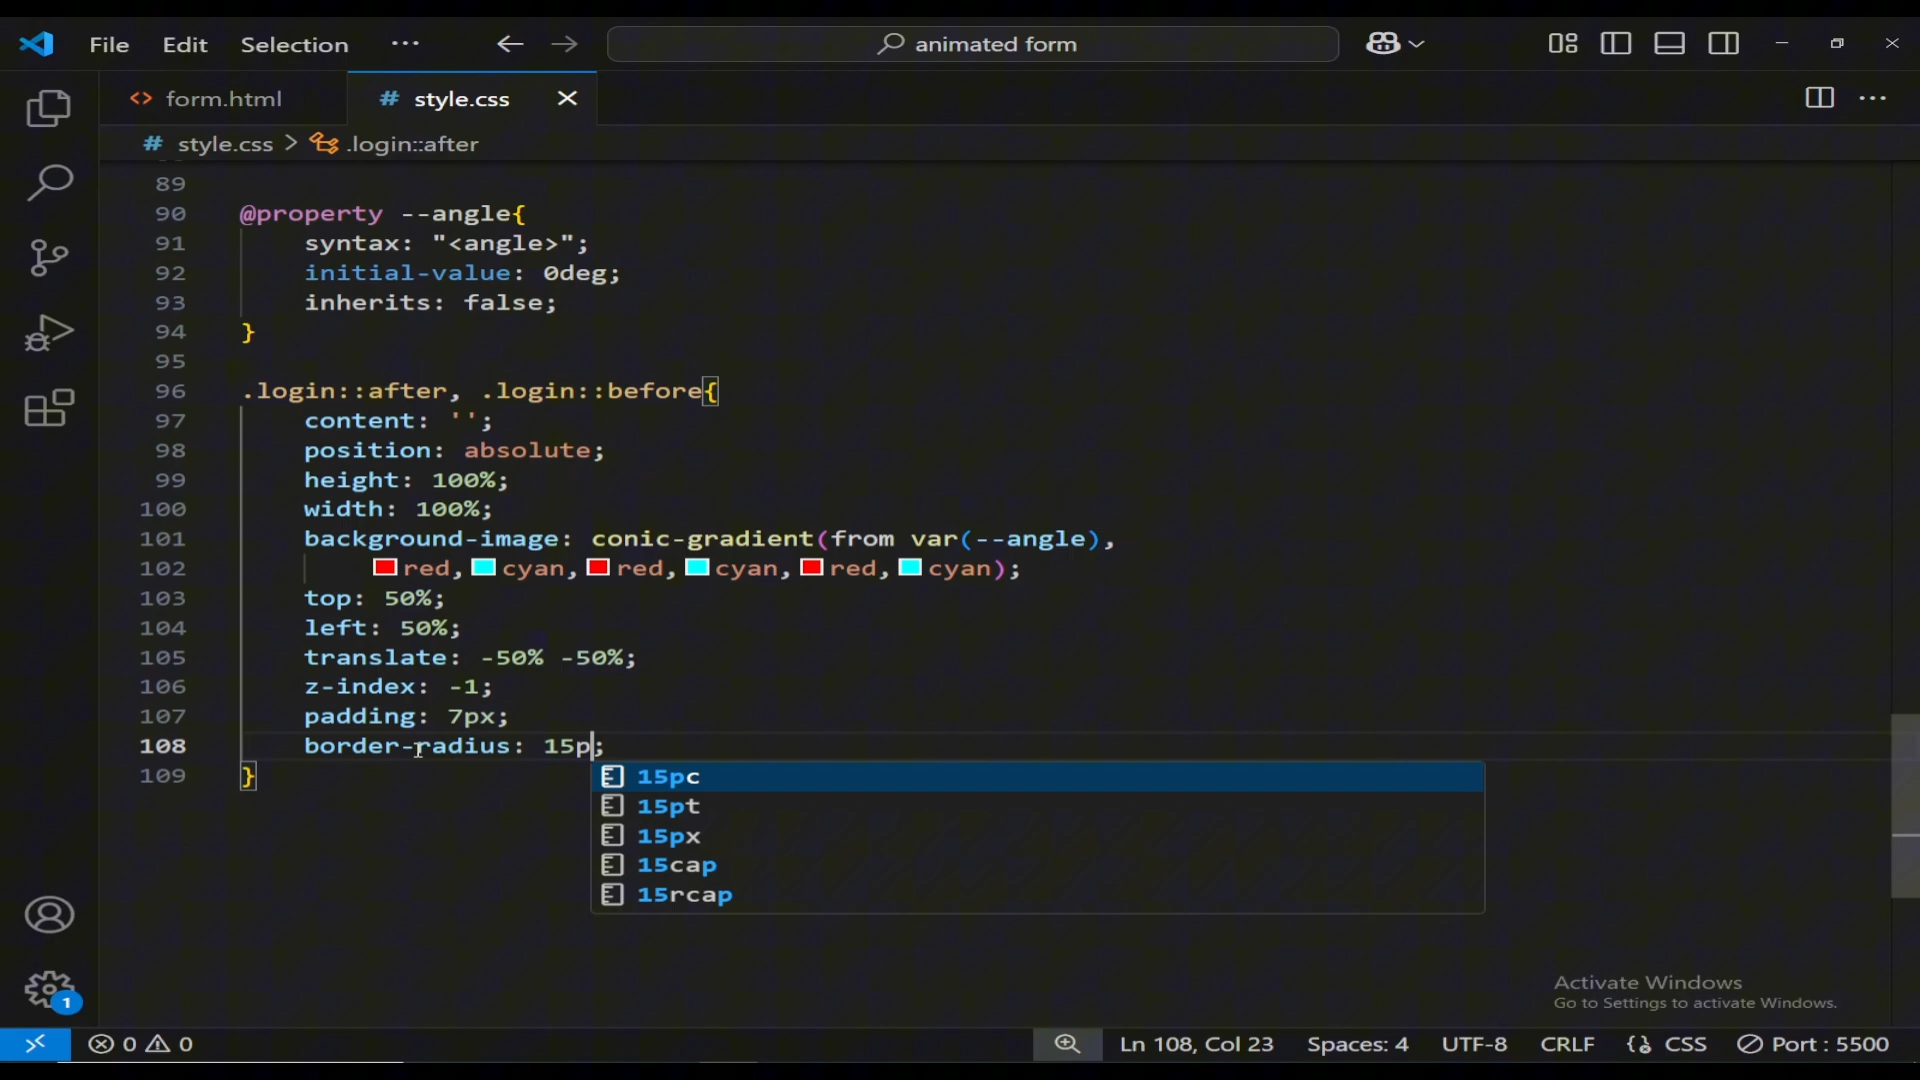 File Edit Selection ··· animated form
form.html # style.css
# style.css > .login::after
89
90 @property --angle{
91 syntax: "<angle>";
92 initial-value: 0deg;
93 inherits: false;
94 }
95
96 .login::after, .login::before{
97 content: '';
98 position: absolute;
99 height: 100%;
100 width: 100%;
101 background-image: conic-gradient(from var(--angle),
102 red, cyan, red, cyan, red, cyan);
103 top: 50%;
104 left: 50%;
105 translate: -50% -50%;
106 z-index: -1;
107 padding: 7px;
108 border-radius: 15p;
109 }
15pc
15pt
15px
15cap
15rcap
1
Activate Windows
Go to Settings to activate Windows.
0 0 Ln 108, Col 23 Spaces: 4 UTF-8 CRLF CSS Port : 5500